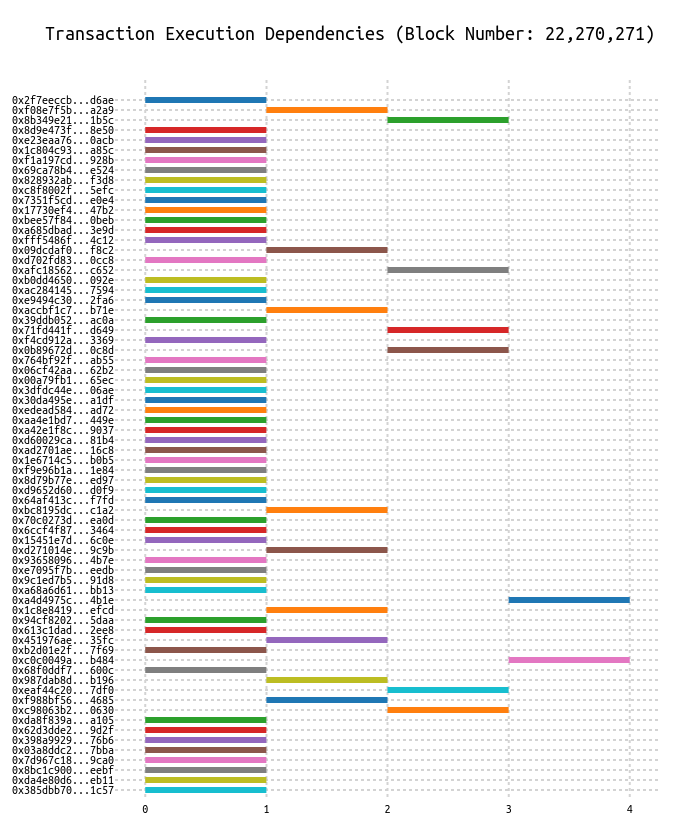 Transaction Execution Dependencies (Block Number: 22,270,271)
0x2f7eeccb...d6ae
0xf08e7f5b...a2a9
0x8b349e21...1b5c
0x8d9e473f...8e50
0xe23eaa76...0acb
0x1c804c93...a85c
0xf1a197cd...928b
0x69ca78b4...e524
0x828932ab...f3d8
0xc8f8002f...5efc
0x7351f5cd...e0e4
0x17730ef4...47b2
0xbee57f84...0beb
0xa685dbad...3e9d
0xfff5486f...4c12
0x09dcdaf0...f8c2
0xd702fd83...0cc8
0xafc18562...c652
0xb0dd4650...092e
0xac284145...7594
0xe9494c30...2fa6
0xaccbf1c7...b71e
0x39ddb052...ac0a
0x71fd441f...d649
0xf4cd912a...3369
0x0b89672d...0c8d
0x764bf92f...ab55
0x06cf42aa...62b2
0x00a79fb1...65ec
0x3dfdc44e...06ae
0x30da495e...a1df
0xedead584...ad72
0xaa4e1bd7...449e
0xa42e1f8c...9037
0xd60029ca...81b4
0xad2701ae...16c8
0x1e6714c5...b0b5
0xf9e96b1a...1e84
0x8d79b77e...ed97
0xd9652d60...d0f9
0x64af413c...f7fd
0xbc8195dc...c1a2
0x70c0273d...ea0d
0x6ccf4f87...3464
0x15451e7d...6c0e
0xd271014e...9c9b
0x93658096...4b7e
0xe7095f7b...eedb
0x9c1ed7b5...91d8
0xa68a6d61...bb13
0xa4d4975c...4b1e
0x1c8e8419...efcd
0x94cf8202...5daa
0x613c1dad...2ee8
0x451976ae...35fc
0xb2d01e2f...7f69
0xc0c0049a...b484
0x68f0ddf7...600c
0x987dab8d...b196
0xeaf44c20...7df0
0xf988bf56...4685
0xc98063b2...0630
0xda8f839a...a105
0x62d3dde2...9d2f
0x398a9929...76b6
0x03a8ddc2...7bba
0x7d967c18...9ca0
0x8bc1c900...eebf
0xda4e80d6...eb11
0x385dbb70...1c57
0 1 2 3 4